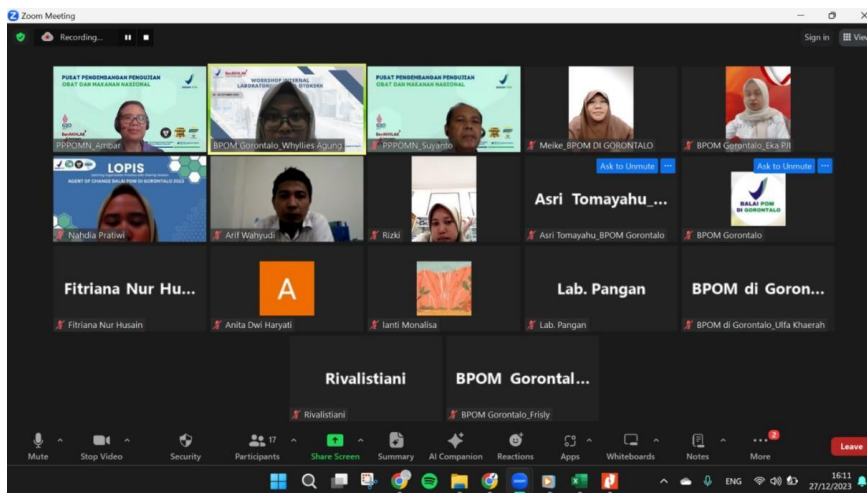 Zoom Meeting
Recording...
Sign in
View
PUSAT PENGEMBANGAN PENGUJIAN
OBAT DAN MAKANAN NASIONAL
PPPOMN_Ambar
WORKSHOP INTERNAL
BPOM Gorontalo_Whyllies Agung
PUSAT PENGEMBANGAN PENGUJIAN
OBAT DAN MAKANAN NASIONAL
PPPOMN_Suyanto
Meike_BPOM DI GORONTALO
BPOM Gorontalo_Eka PJI
LOPIS
AGENT OF CHANGE BALAI POM DI GORONTALO 2023
Nahdia Pratiwi
Arif Wahyudi
Rizki
Ask to Unmute
Asri Tomayahu_...
Asri Tomayahu_BPOM Gorontalo
Ask to Unmute
BALAI POM
DI GORONTALO
BPOM Gorontalo
Fitriana Nur Hu...
Fitriana Nur Husain
A
Anita Dwi Haryati
Ianti Monalisa
Lab. Pangan
Lab. Pangan
BPOM di Goron...
BPOM di Gorontalo_Ulfa Khaerah
Rivalistiani
Rivalistiani
BPOM Gorontal...
BPOM Gorontalo_Frisly
Mute
Stop Video
Security
17
Participants
Share Screen
Summary
AI Companion
Reactions
Apps
Whiteboards
Notes
2
More
Leave
ENG
16:11
27/12/2023